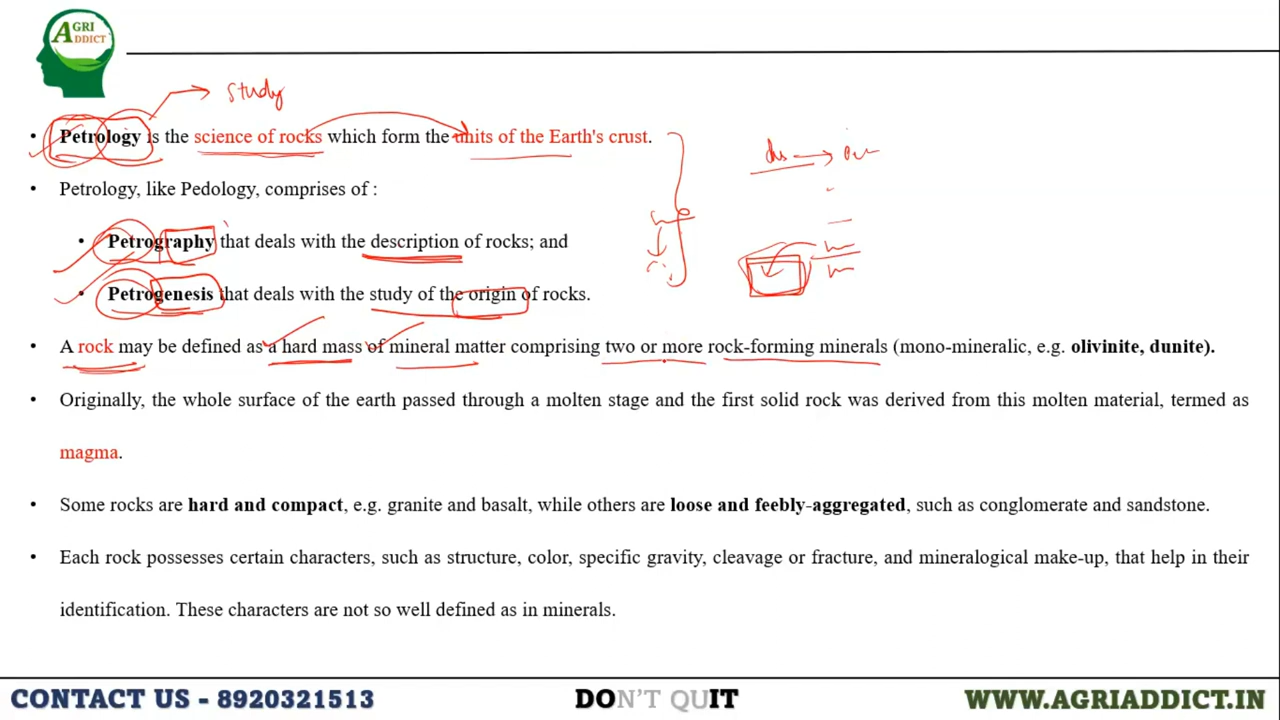 AGRI
ADDICT
Study
• Petrology is the science of rocks which form the units of the Earth's crust.
• Petrology, like Pedology, comprises of :
• Petrography that deals with the description of rocks; and
• Petrogenesis that deals with the study of the origin of rocks.
• A rock may be defined as a hard mass of mineral matter comprising two or more rock-forming minerals (mono-mineralic, e.g. olivinite, dunite).
• Originally, the whole surface of the earth passed through a molten stage and the first solid rock was derived from this molten material, termed as
magma.
• Some rocks are hard and compact, e.g. granite and basalt, while others are loose and feebly-aggregated, such as conglomerate and sandstone.
• Each rock possesses certain characters, such as structure, color, specific gravity, cleavage or fracture, and mineralogical make-up, that help in their
identification. These characters are not so well defined as in minerals.
CONTACT US - 8920321513
DON'T QUIT
WWW.AGRIADDICT.IN